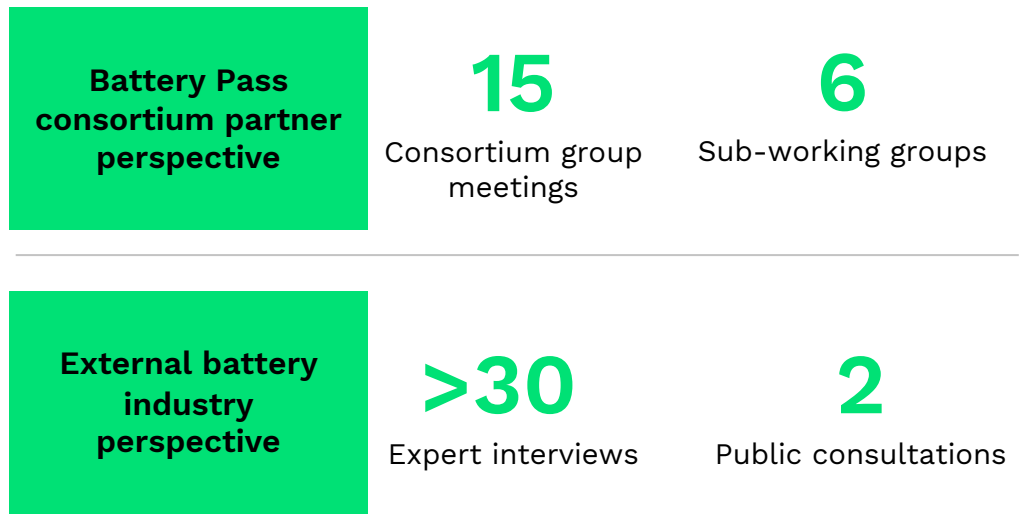 Battery Pass
consortium partner
perspective
15
Consortium group
meetings
6
Sub-working groups
External battery
industry
perspective
>30
Expert interviews
2
Public consultations